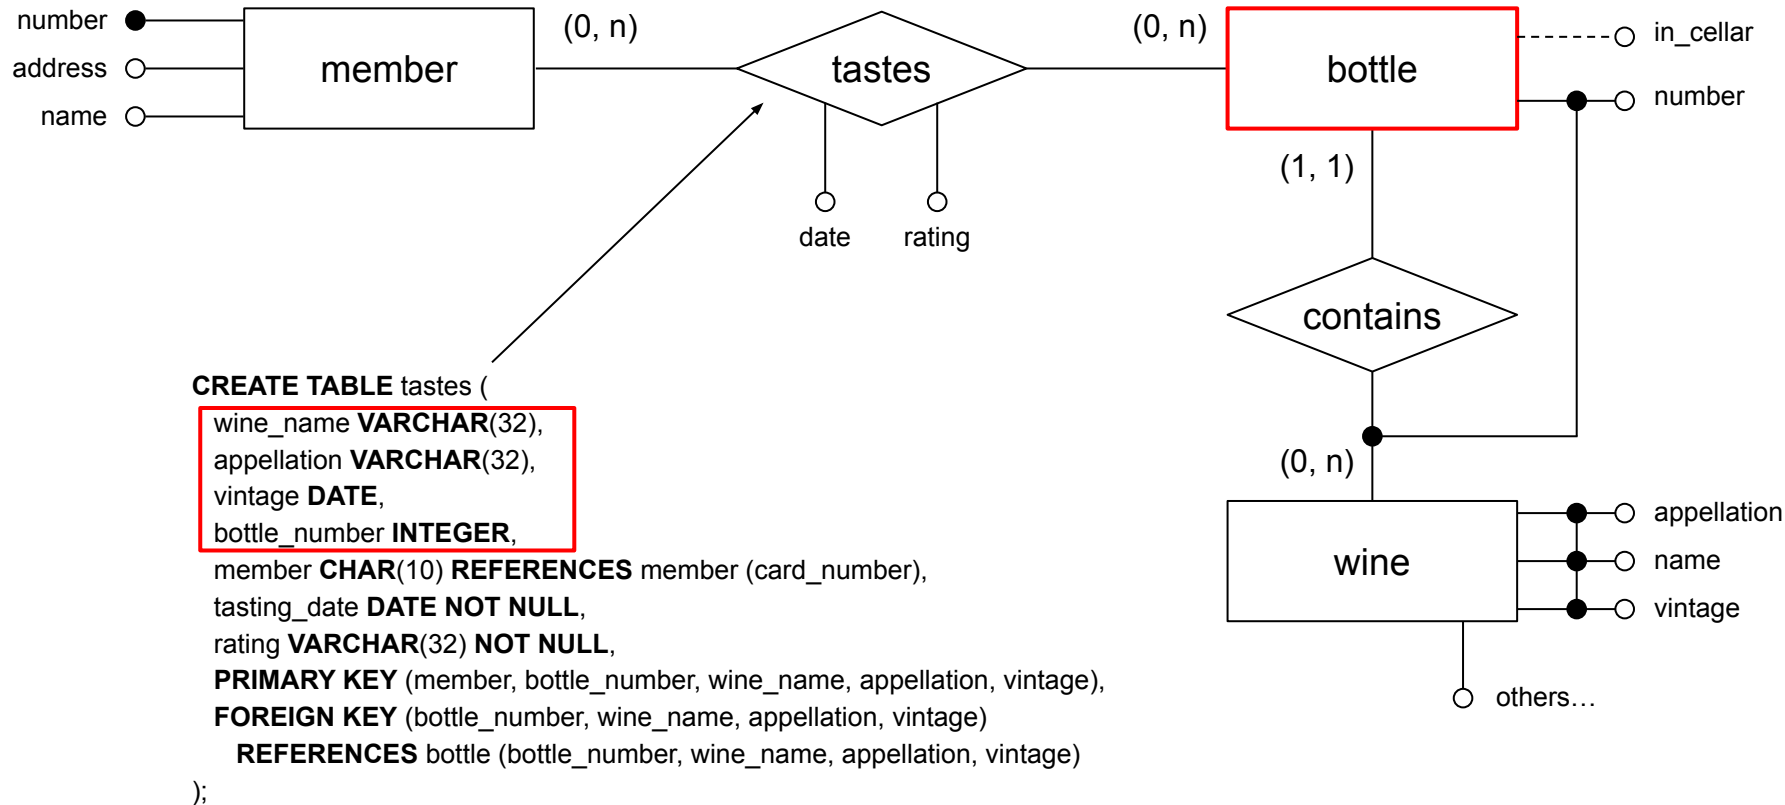 number
address
name
member
(0, n)
tastes
(0, n)
bottle
in_cellar
number
date
rating
(1, 1)
contains
(0, n)
wine
appellation
name
vintage
others…
CREATE TABLE tastes (
wine_name VARCHAR(32),
appellation VARCHAR(32),
vintage DATE,
bottle_number INTEGER,
member CHAR(10) REFERENCES member (card_number),
tasting_date DATE NOT NULL,
rating VARCHAR(32) NOT NULL,
PRIMARY KEY (member, bottle_number, wine_name, appellation, vintage),
FOREIGN KEY (bottle_number, wine_name, appellation, vintage)
REFERENCES bottle (bottle_number, wine_name, appellation, vintage)
);